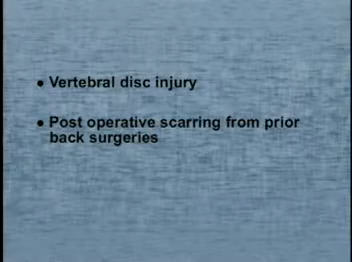 • Vertebral disc injury
• Post operative scarring from prior
back surgeries